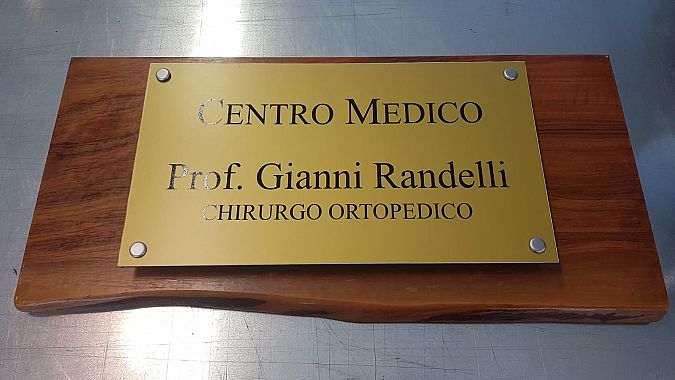 CENTRO MEDICO
Prof. Gianni Randelli
CHIRURGO ORTOPEDICO